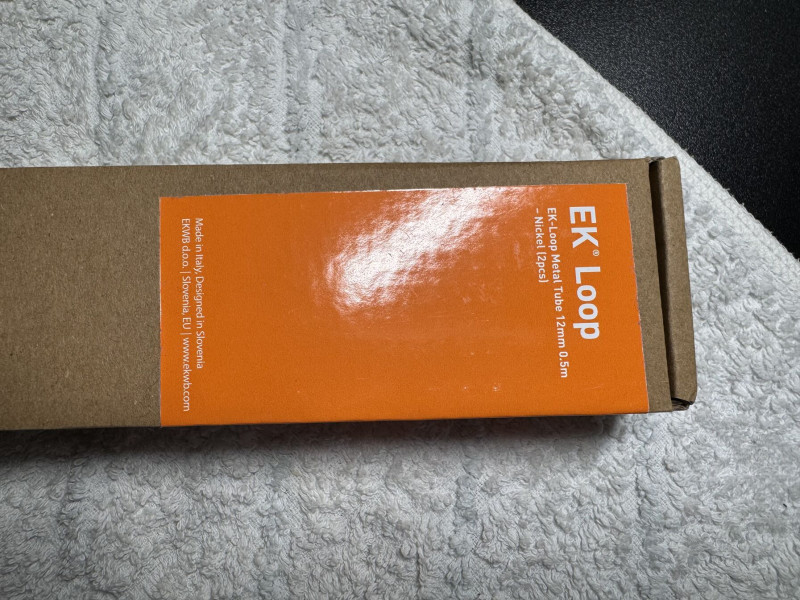 EK® Loop
EK-Loop Metal Tube 12mm 0.5m
– Nickel (2pcs)
Made in Italy, Designed in Slovenia
EKWB d.o.o. | Slovenia, EU | www.ekwb.com